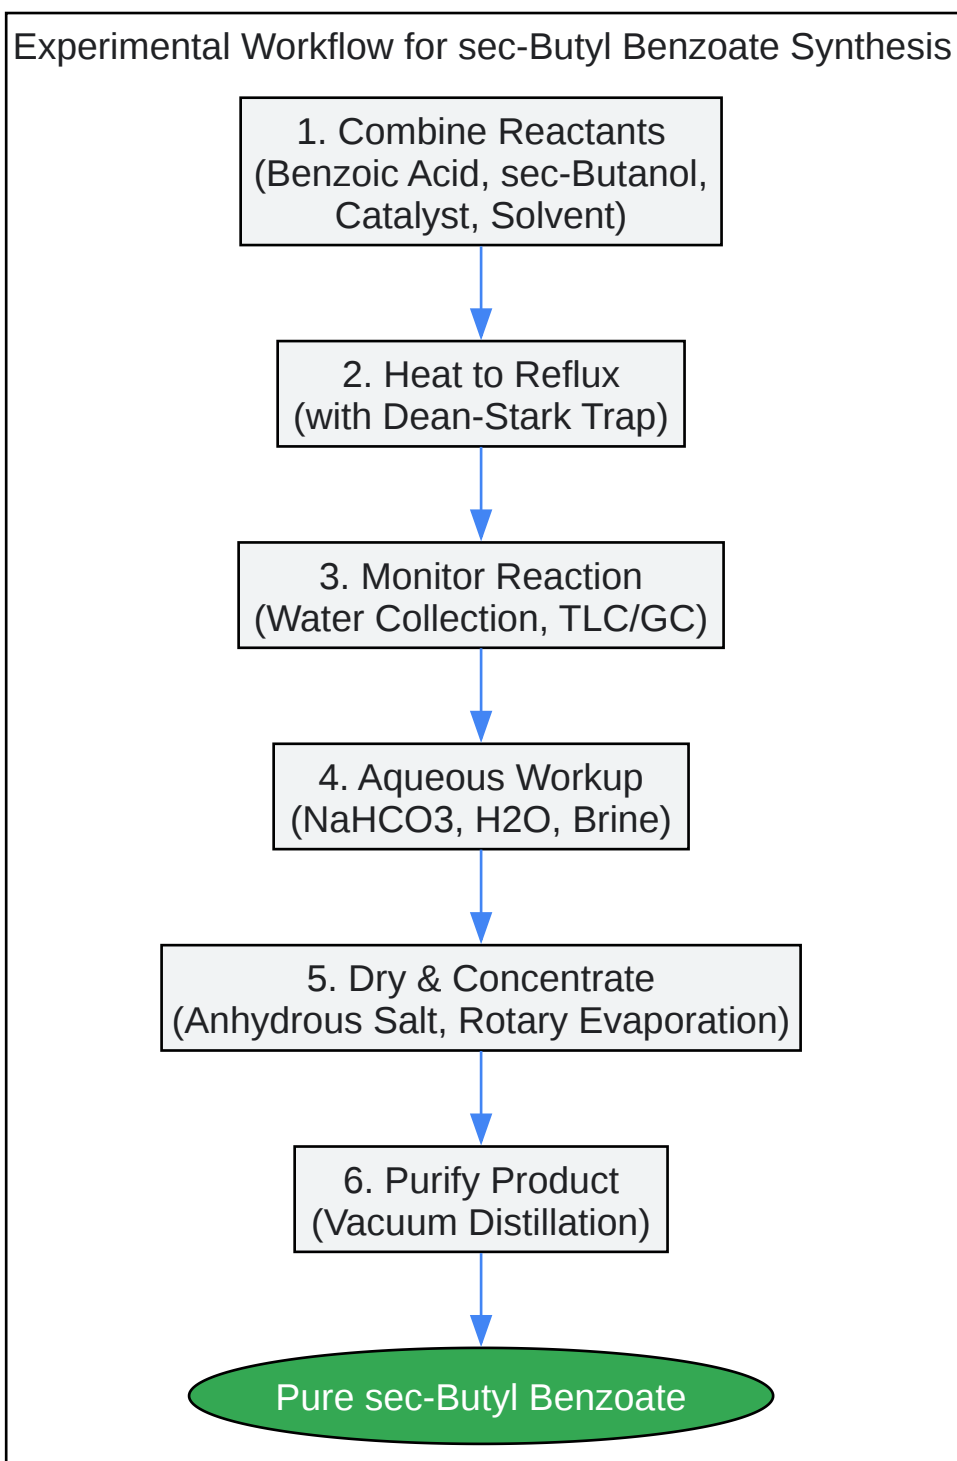 Experimental Workflow for sec-Butyl Benzoate Synthesis
1. Combine Reactants
(Benzoic Acid, sec-Butanol,
Catalyst, Solvent)
2. Heat to Reflux
(with Dean-Stark Trap)
3. Monitor Reaction
(Water Collection, TLC/GC)
4. Aqueous Workup
(NaHCO3, H2O, Brine)
5. Dry & Concentrate
(Anhydrous Salt, Rotary Evaporation)
6. Purify Product
(Vacuum Distillation)
Pure sec-Butyl Benzoate